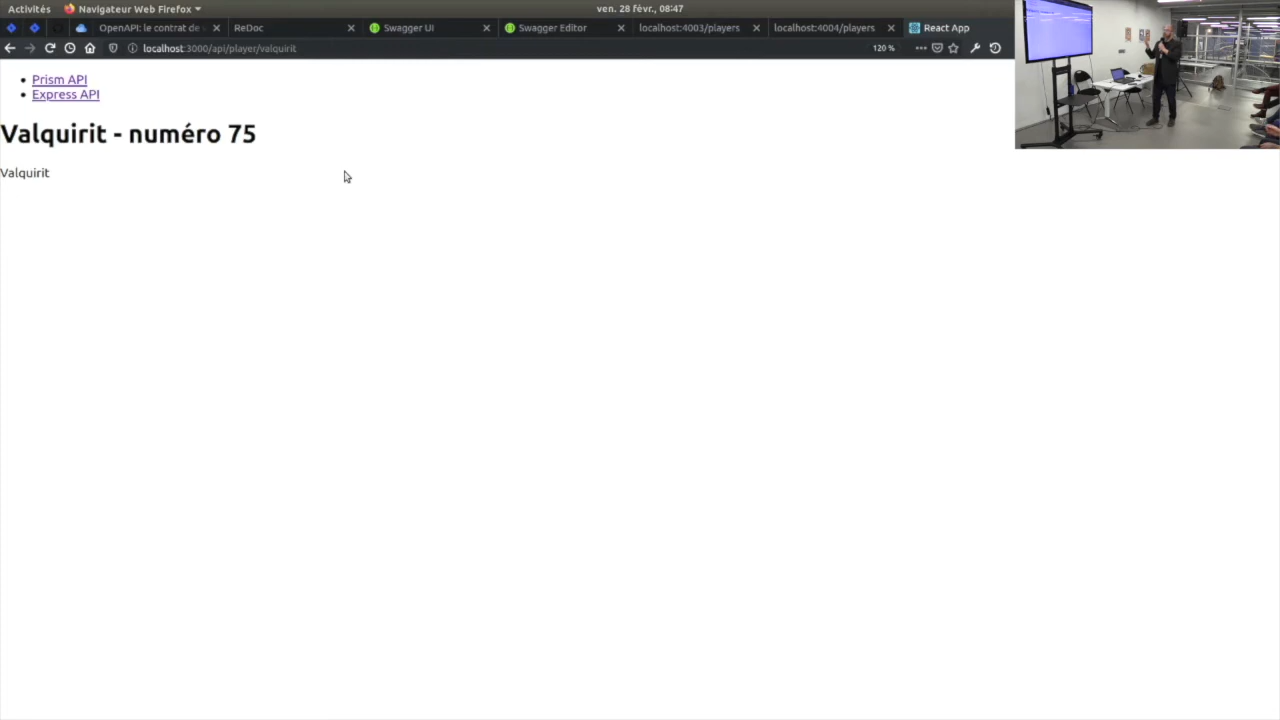 Activités
Navigateur Web Firefox
ven. 28 févr., 08:47
OpenAPI: le contrat de
ReDoc
Swagger UI
Swagger Editor
localhost:4003/players
localhost:4004/players
React App
localhost:3000/api/player/valquirit
120 %
Prism API
Express API
Valquirit - numéro 75
Valquirit